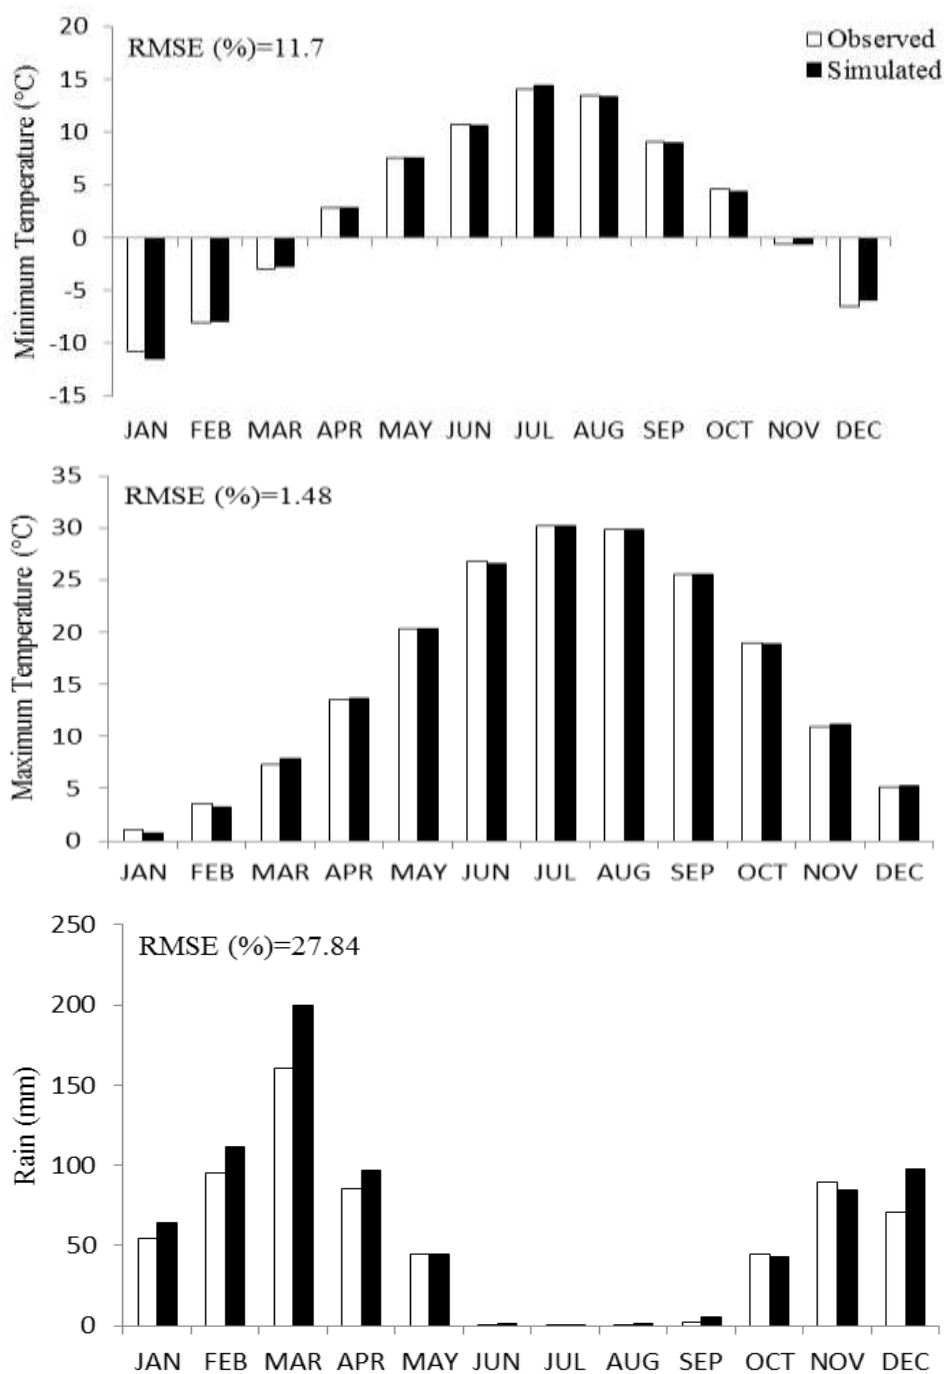 20
RMSE (%)=11.7
Observed
Simulated
15
10
5
0
-5
-10
-15
Minimum Temperature (°C)
JAN FEB MAR APR MAY JUN JUL AUG SEP OCT NOV DEC
35
RMSE (%)=1.48
30
25
20
15
10
5
0
Maximum Temperature (°C)
JAN FEB MAR APR MAY JUN JUL AUG SEP OCT NOV DEC
250
RMSE (%)=27.84
200
150
100
50
0
Rain (mm)
JAN FEB MAR APR MAY JUN JUL AUG SEP OCT NOV DEC